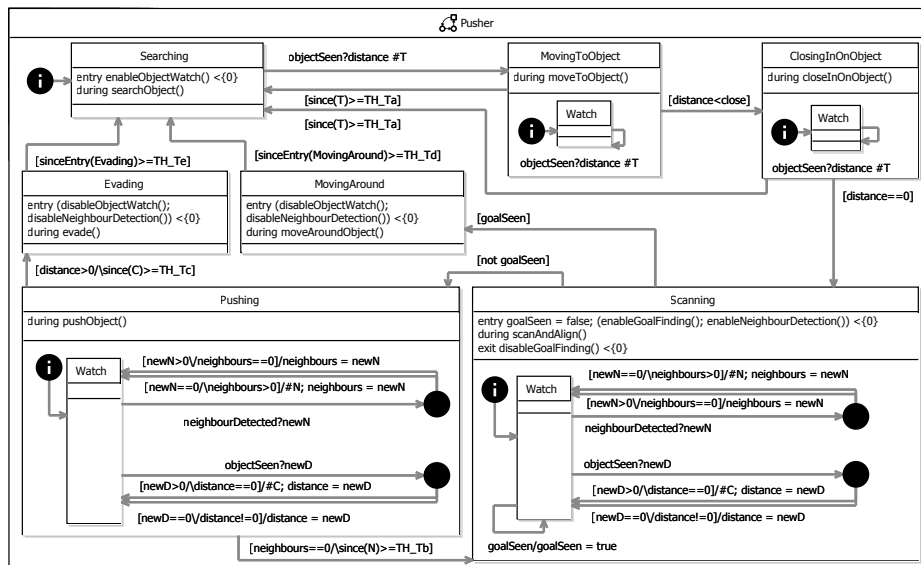 Pusher
Searching
entry enableObjectWatch() <{0}
during searchObject()
i
objectSeen?distance #T
[since(T)>=TH_Ta]
[since(T)>=TH_Ta]
MovingToObject
during moveToObject()
Watch
i
objectSeen?distance #T
[distance<close]
ClosingInOnObject
during closeInOnObject()
Watch
i
objectSeen?distance #T
[sinceEntry(Evading)>=TH_Te]
[sinceEntry(MovingAround)>=TH_Td]
Evading
entry (disableObjectWatch();
disableNeighbourDetection()) <{0}
during evade()
MovingAround
entry (disableObjectWatch();
disableNeighbourDetection()) <{0}
during moveAroundObject()
[goalSeen]
[distance==0]
[distance>0/\since(C)>=TH_Tc]
[not goalSeen]
Pushing
during pushObject()
i
Watch
[newN>0\/neighbours==0]/neighbours = newN
[newN==0/\neighbours>0]/#N; neighbours = newN
neighbourDetected?newN
objectSeen?newD
[newD>0/\distance==0]/#C; distance = newD
[newD==0\/distance!=0]/distance = newD
Scanning
entry goalSeen = false; (enableGoalFinding(); enableNeighbourDetection()) <{0}
during scanAndAlign()
exit disableGoalFinding() <{0}
i
Watch
[newN==0/\neighbours>0]/#N; neighbours = newN
[newN>0\/neighbours==0]/neighbours = newN
neighbourDetected?newN
objectSeen?newD
[newD>0/\distance==0]/#C; distance = newD
[newD==0\/distance!=0]/distance = newD
goalSeen/goalSeen = true
[neighbours==0/\since(N)>=TH_Tb]